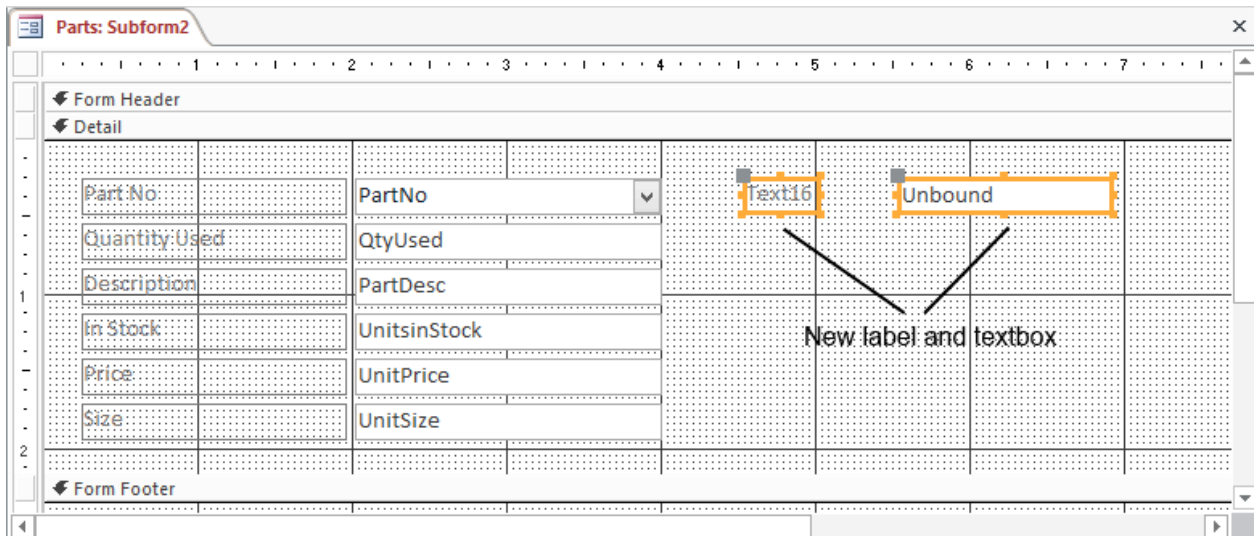 Parts: Subform2
1 2 3 4 5 6 7
Form Header
Detail
Part No PartNo Text16 Unbound
Quantity Used QtyUsed
Description PartDesc
1
In Stock UnitsinStock
New label and textbox
Price UnitPrice
Size UnitSize
2
Form Footer